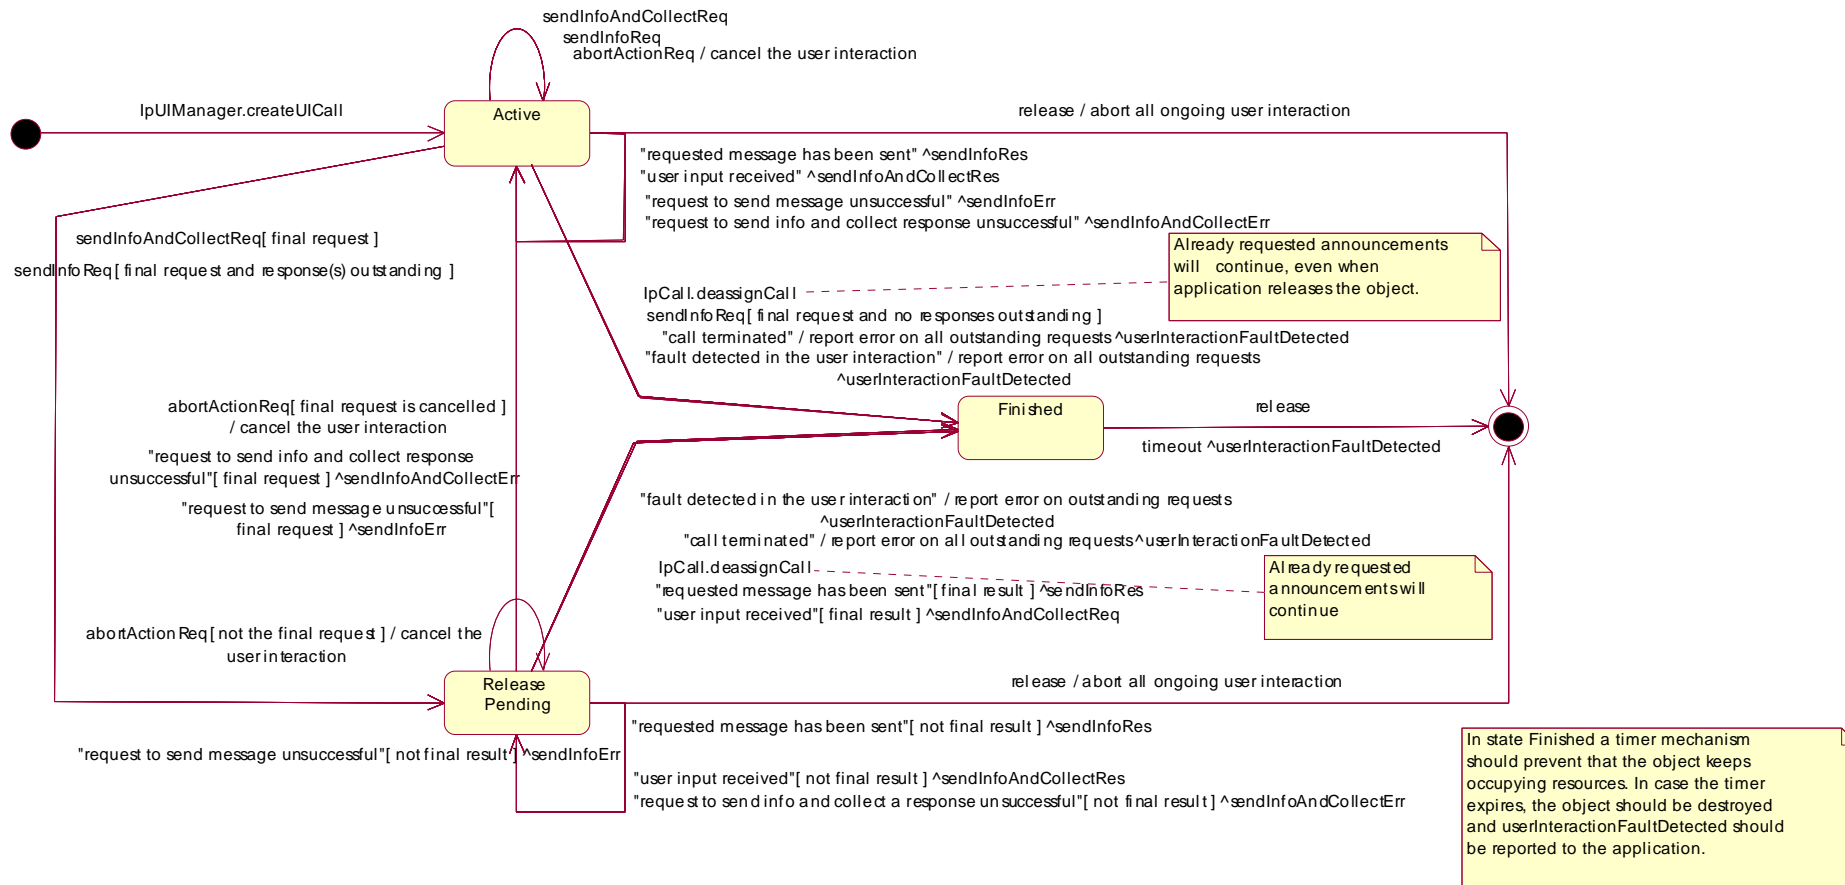 sendInfoAndCollectReq
sendInfoReq
abortActionReq / cancel the user interaction
IpUIManager.createUICall
Active
release / abort all ongoing user interaction
"requested message has been sent" ^sendInfoRes
"user input received" ^sendInfoAndCollectRes
"request to send message unsuccessful" ^sendInfoErr
"request to send info and collect response unsuccessful" ^sendInfoAndCollectErr
sendInfoAndCollectReq[ final request ]
sendInfoReq[ final request and response(s) outstanding ]
Already requested announcements
will continue, even when
application releases the object.
IpCall.deassignCall
sendInfoReq[ final request and no responses outstanding ]
"call terminated" / report error on all outstanding requests ^userInteractionFaultDetected
"fault detected in the user interaction" / report error on all outstanding requests
^userInteractionFaultDetected
abortActionReq[ final request is cancelled ]
/ cancel the user interaction
Finished
release
timeout ^userInteractionFaultDetected
"request to send info and collect response
unsuccessful"[ final request ] ^sendInfoAndCollectErr
"request to send message unsuccessful"[
final request ] ^sendInfoErr
"fault detected in the user interaction" / report error on outstanding requests
^userInteractionFaultDetected
"call terminated" / report error on all outstanding requests ^userInteractionFaultDetected
IpCall.deassignCall
"requested message has been sent"[ final result ] ^sendInfoRes
"user input received"[ final result ] ^sendInfoAndCollectReq
Already requested
announcements will
continue
abortActionReq[ not the final request ] / cancel the
user interaction
Release
Pending
release / abort all ongoing user interaction
"requested message has been sent"[ not final result ] ^sendInfoRes
"request to send message unsuccessful"[ not final result ] ^sendInfoErr
"user input received"[ not final result ] ^sendInfoAndCollectRes
"request to send info and collect a response unsuccessful"[ not final result ] ^sendInfoAndCollectErr
In state Finished a timer mechanism
should prevent that the object keeps
occupying resources. In case the timer
expires, the object should be destroyed
and userInteractionFaultDetected should
be reported to the application.